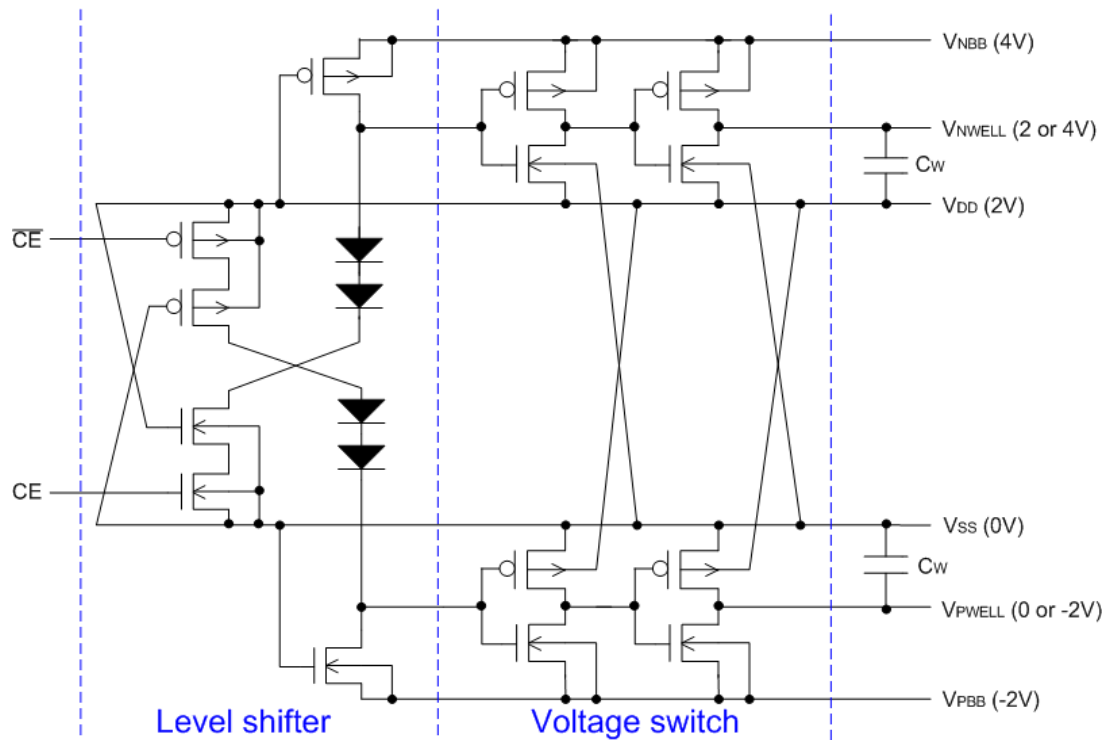 VNBB (4V)
VNWELL (2 or 4V)
CW
VDD (2V)
CE
CE
VSS (0V)
CW
VPWELL (0 or -2V)
VPBB (-2V)
Level shifter
Voltage switch